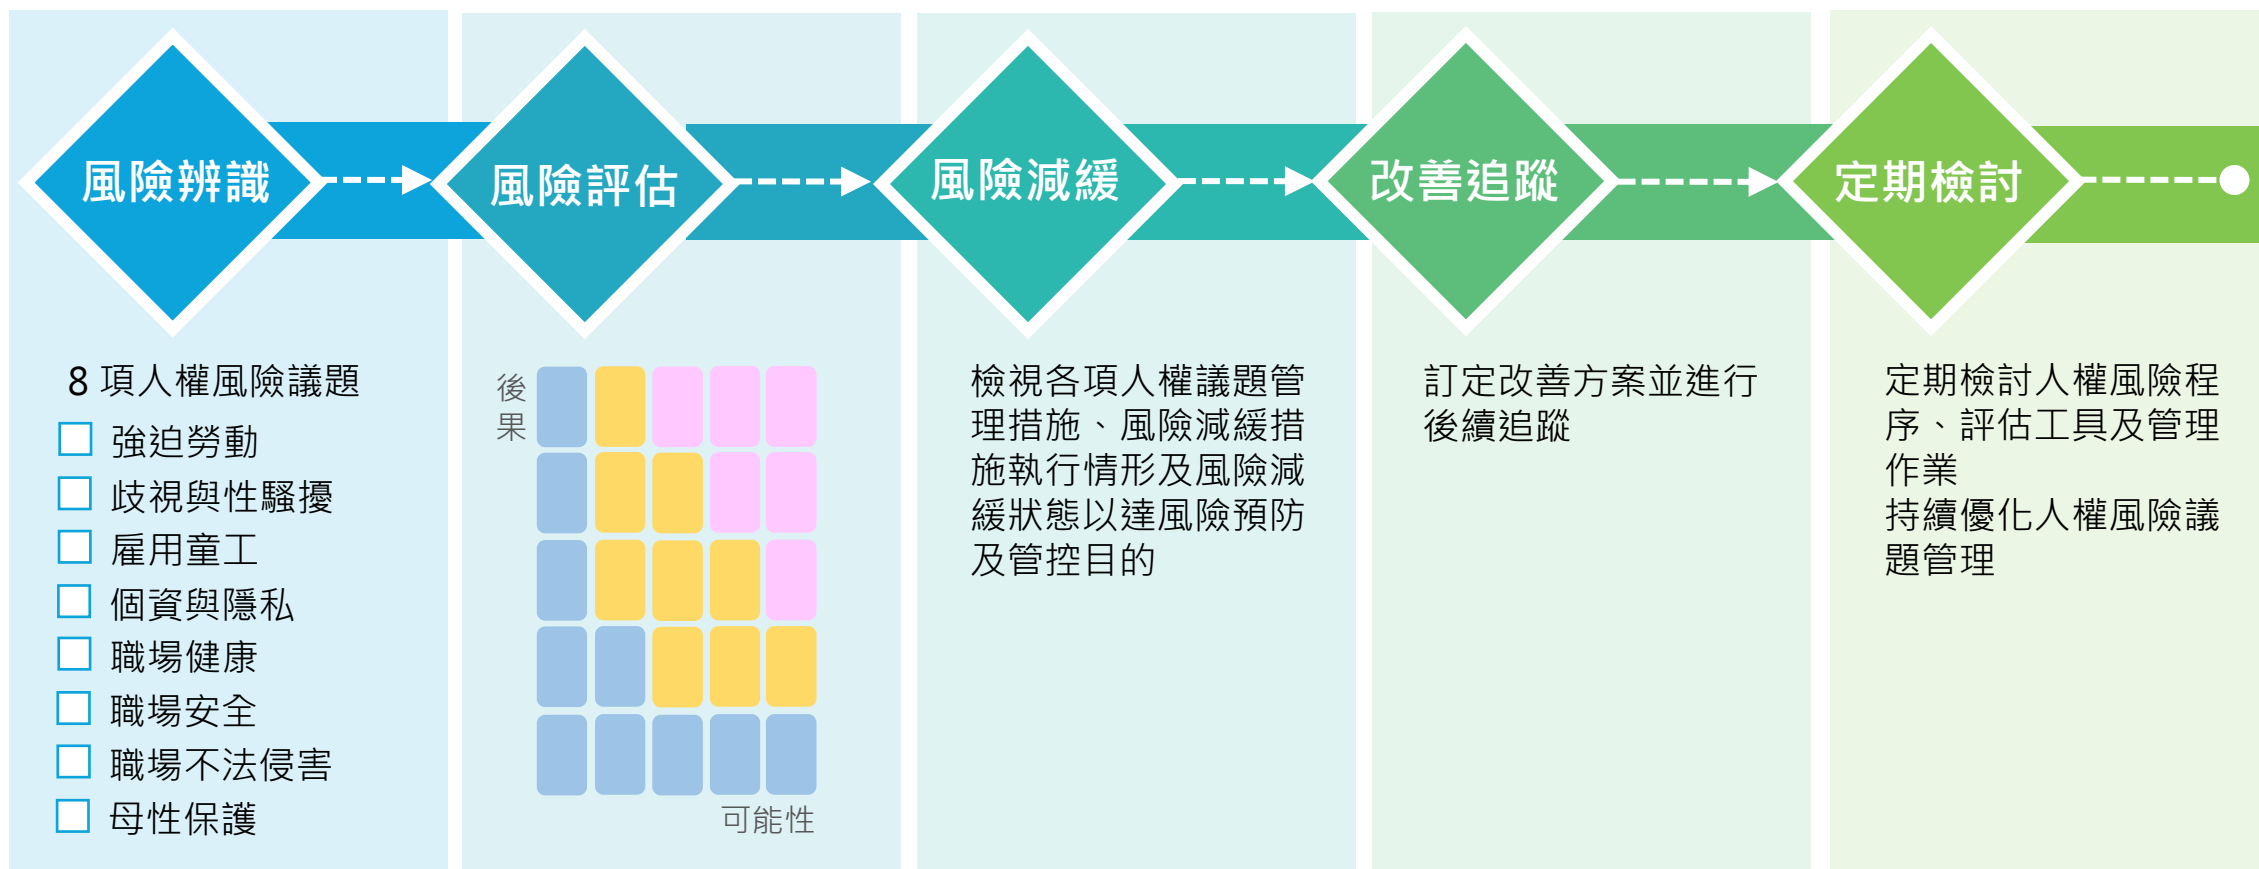 風險辨識
風險評估
風險減緩
改善追蹤
定期檢討
8 項人權風險議題
強迫勞動
歧視與性騷擾
雇用童工
個資與隱私
職場健康
職場安全
職場不法侵害
母性保護
後
果
可能性
檢視各項人權議題管
理措施、風險減緩措
施執行情形及風險減
緩狀態以達風險預防
及管控目的
訂定改善方案並進行
後續追蹤
定期檢討人權風險程
序、評估工具及管理
作業
持續優化人權風險議
題管理